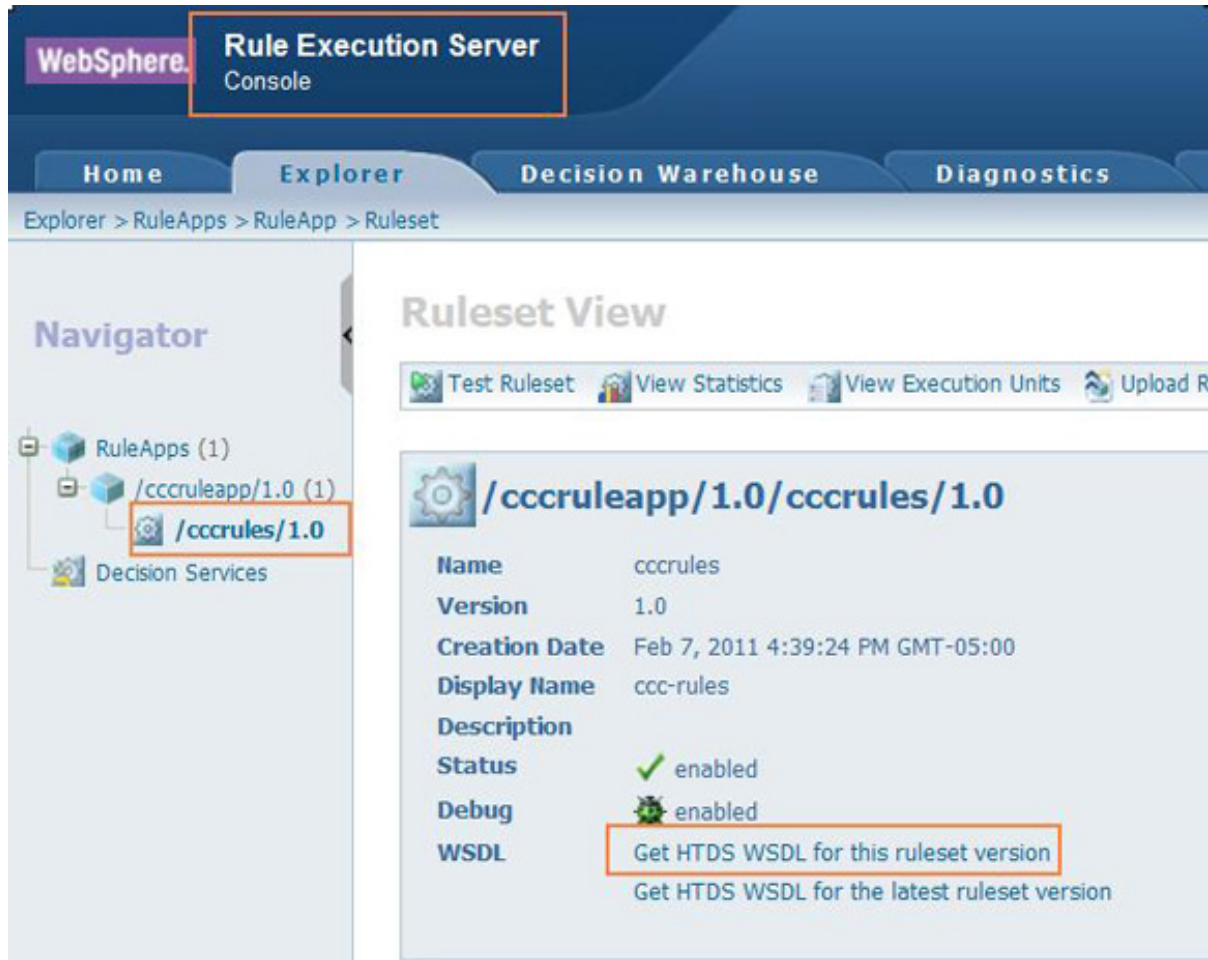 WebSphere.
Rule Execution Server
Console
Home
Explorer
Decision Warehouse
Diagnostics
Explorer > RuleApps > RuleApp > Ruleset
Navigator
RuleApps (1)
/cccruleapp/1.0 (1)
/cccrules/1.0
Decision Services
Ruleset View
Test Ruleset View Statistics View Execution Units Upload R
/cccruleapp/1.0/cccrules/1.0
Name cccrules
Version 1.0
Creation Date Feb 7, 2011 4:39:24 PM GMT-05:00
Display Name ccc-rules
Description
Status enabled
Debug enabled
WSDL Get HTDS WSDL for this ruleset version
Get HTDS WSDL for the latest ruleset version